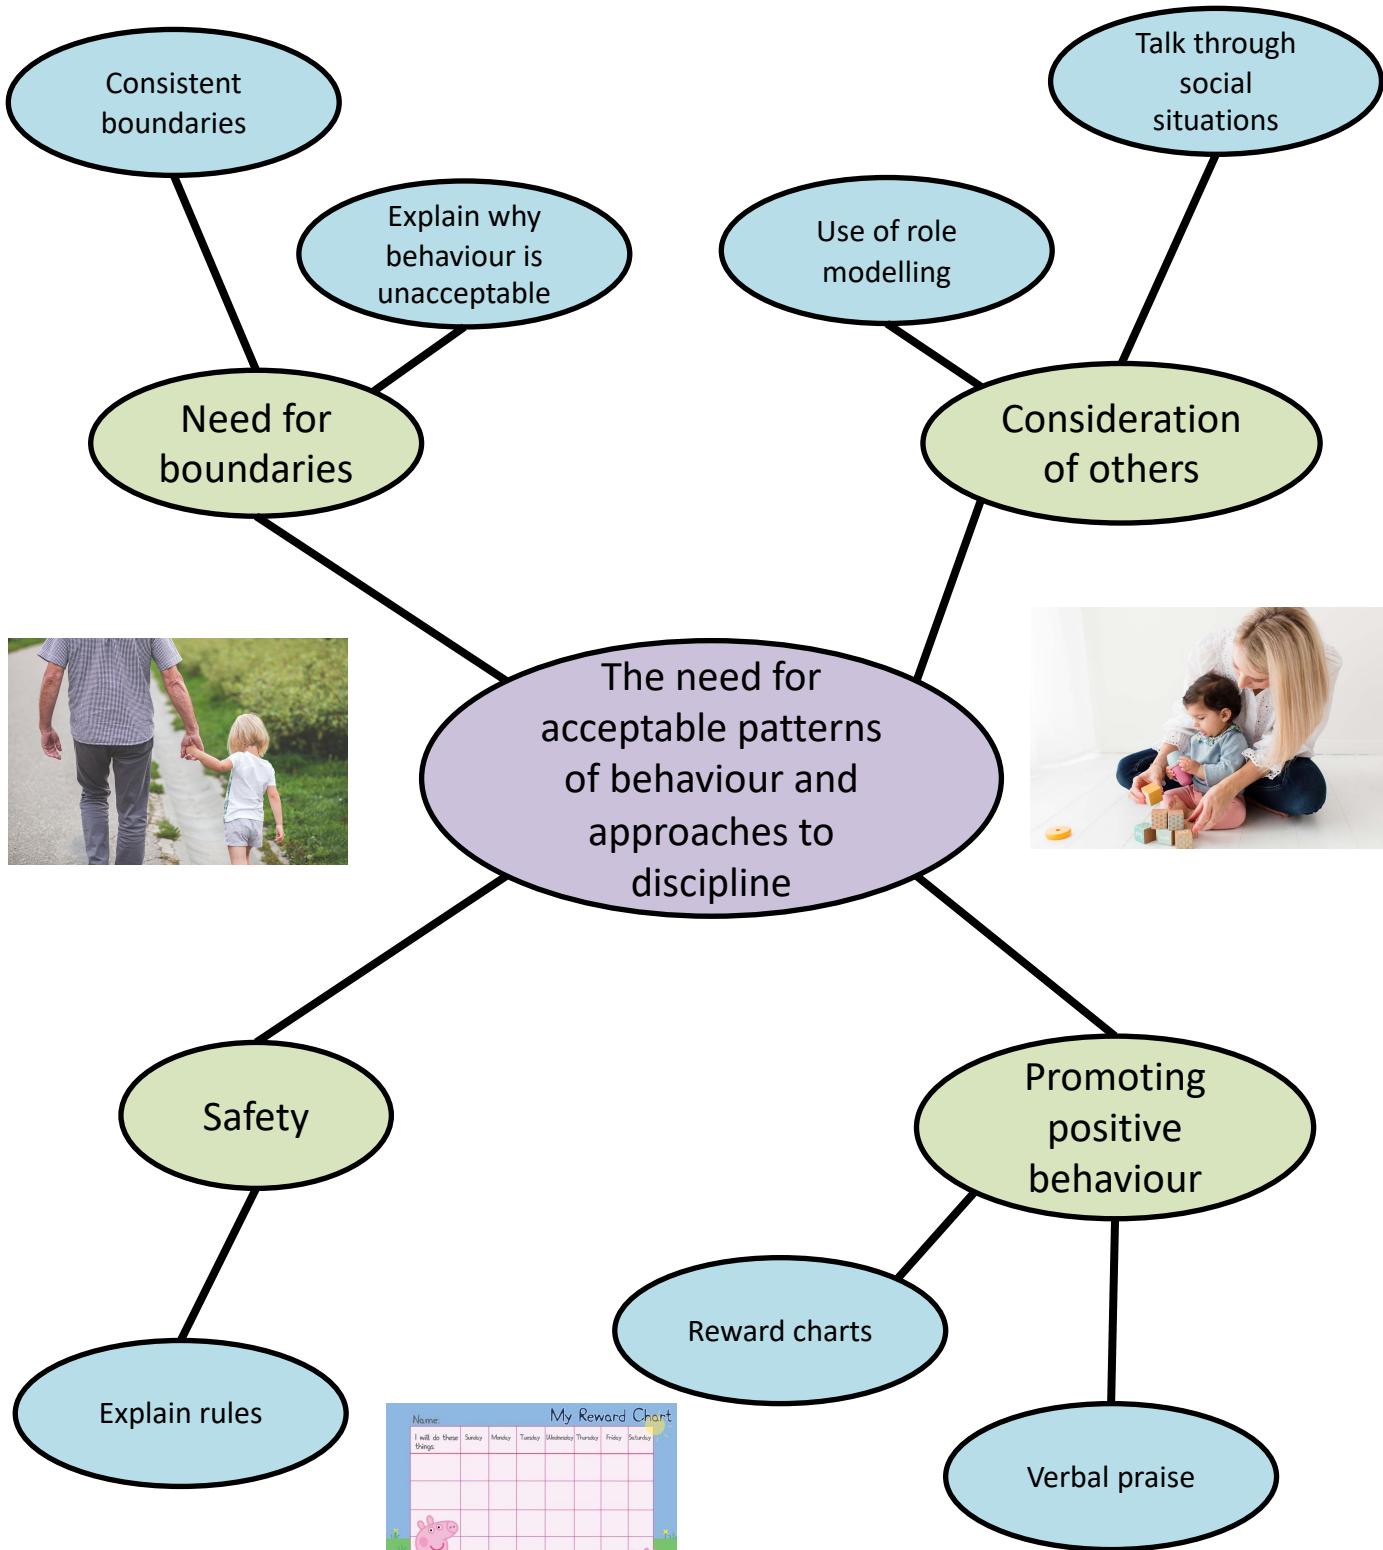 Consistent
boundaries
Talk through
social
situations
Explain why
behaviour is
unacceptable
Use of role
modelling
Need for
boundaries
Consideration
of others
The need for
acceptable patterns
of behaviour and
approaches to
discipline
Safety
Promoting
positive
behaviour
Reward charts
Explain rules
Verbal praise
My Reward Chart
Name:
I will do these Sunday Monday Tuesday Wednesday Thursday Friday Saturday
things: